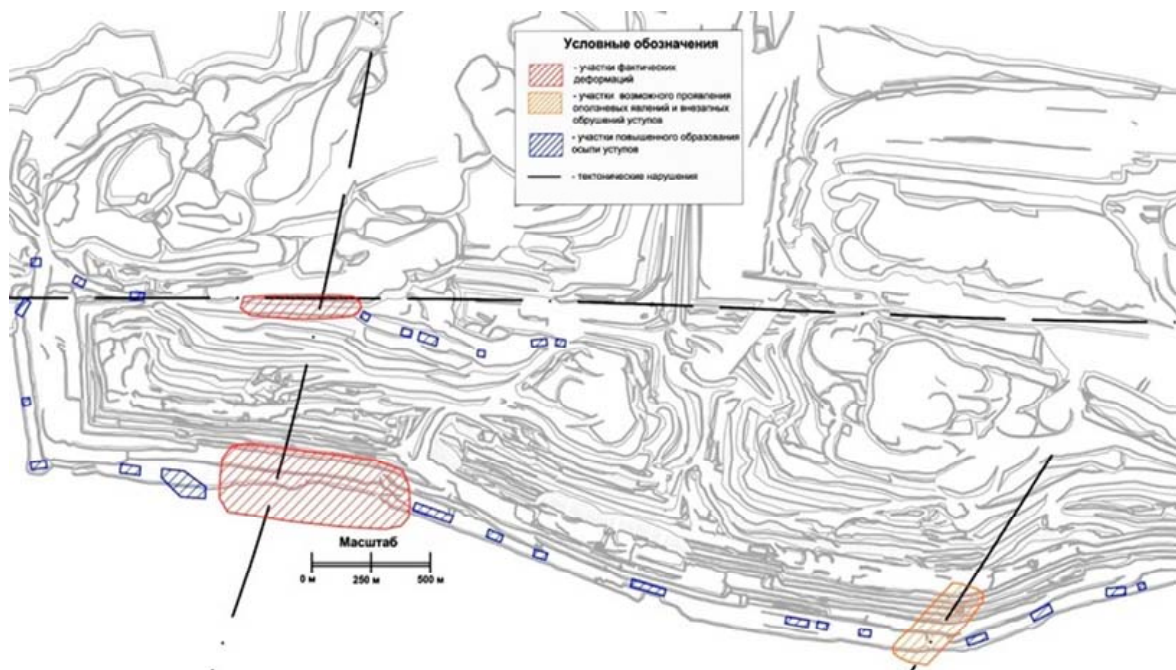 Условные обозначения
- участки фактических
деформаций
- участки возможного проявления
оползневых явлений и внезапных
обрушений уступов
- участки повышенного образования
осыпи уступов
- тектонические нарушения
Масштаб
0 м 250 м 500 м